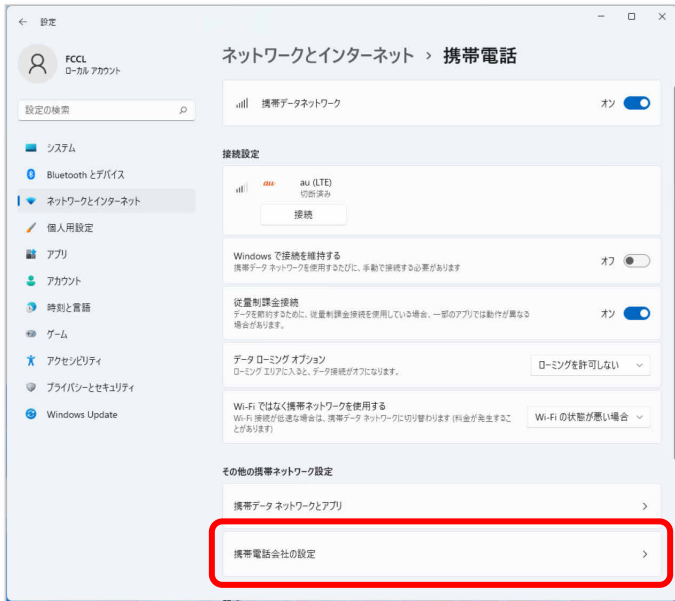 設定
FCCL
ローカル アカウント
設定の検索
システム
Bluetooth とデバイス
ネットワークとインターネット
個人用設定
アプリ
アカウント
時刻と言語
ゲーム
アクセシビリティ
プライバシーとセキュリティ
Windows Update
ネットワークとインターネット › 携帯電話
携帯データネットワーク
オン
接続設定
au
au (LTE)
切断済み
接続
Windows で接続を維持する
携帯データ ネットワークを使用するたびに、手動で接続する必要があります
オフ
従量制課金接続
データを節約するために、従量制課金接続を使用している場合、一部のアプリでは動作が異なる
場合があります。
オン
データ ローミング オプション
ローミング エリアに入ると、データ接続がオフになります。
ローミングを許可しない
Wi-Fi ではなく携帯ネットワークを使用する
Wi-Fi 接続が低速な場合は、携帯データ ネットワークに切り替わります (料金が発生するこ
とがあります)
Wi-Fi の状態が悪い場合
その他の携帯ネットワーク設定
携帯データ ネットワークとアプリ
携帯電話会社の設定